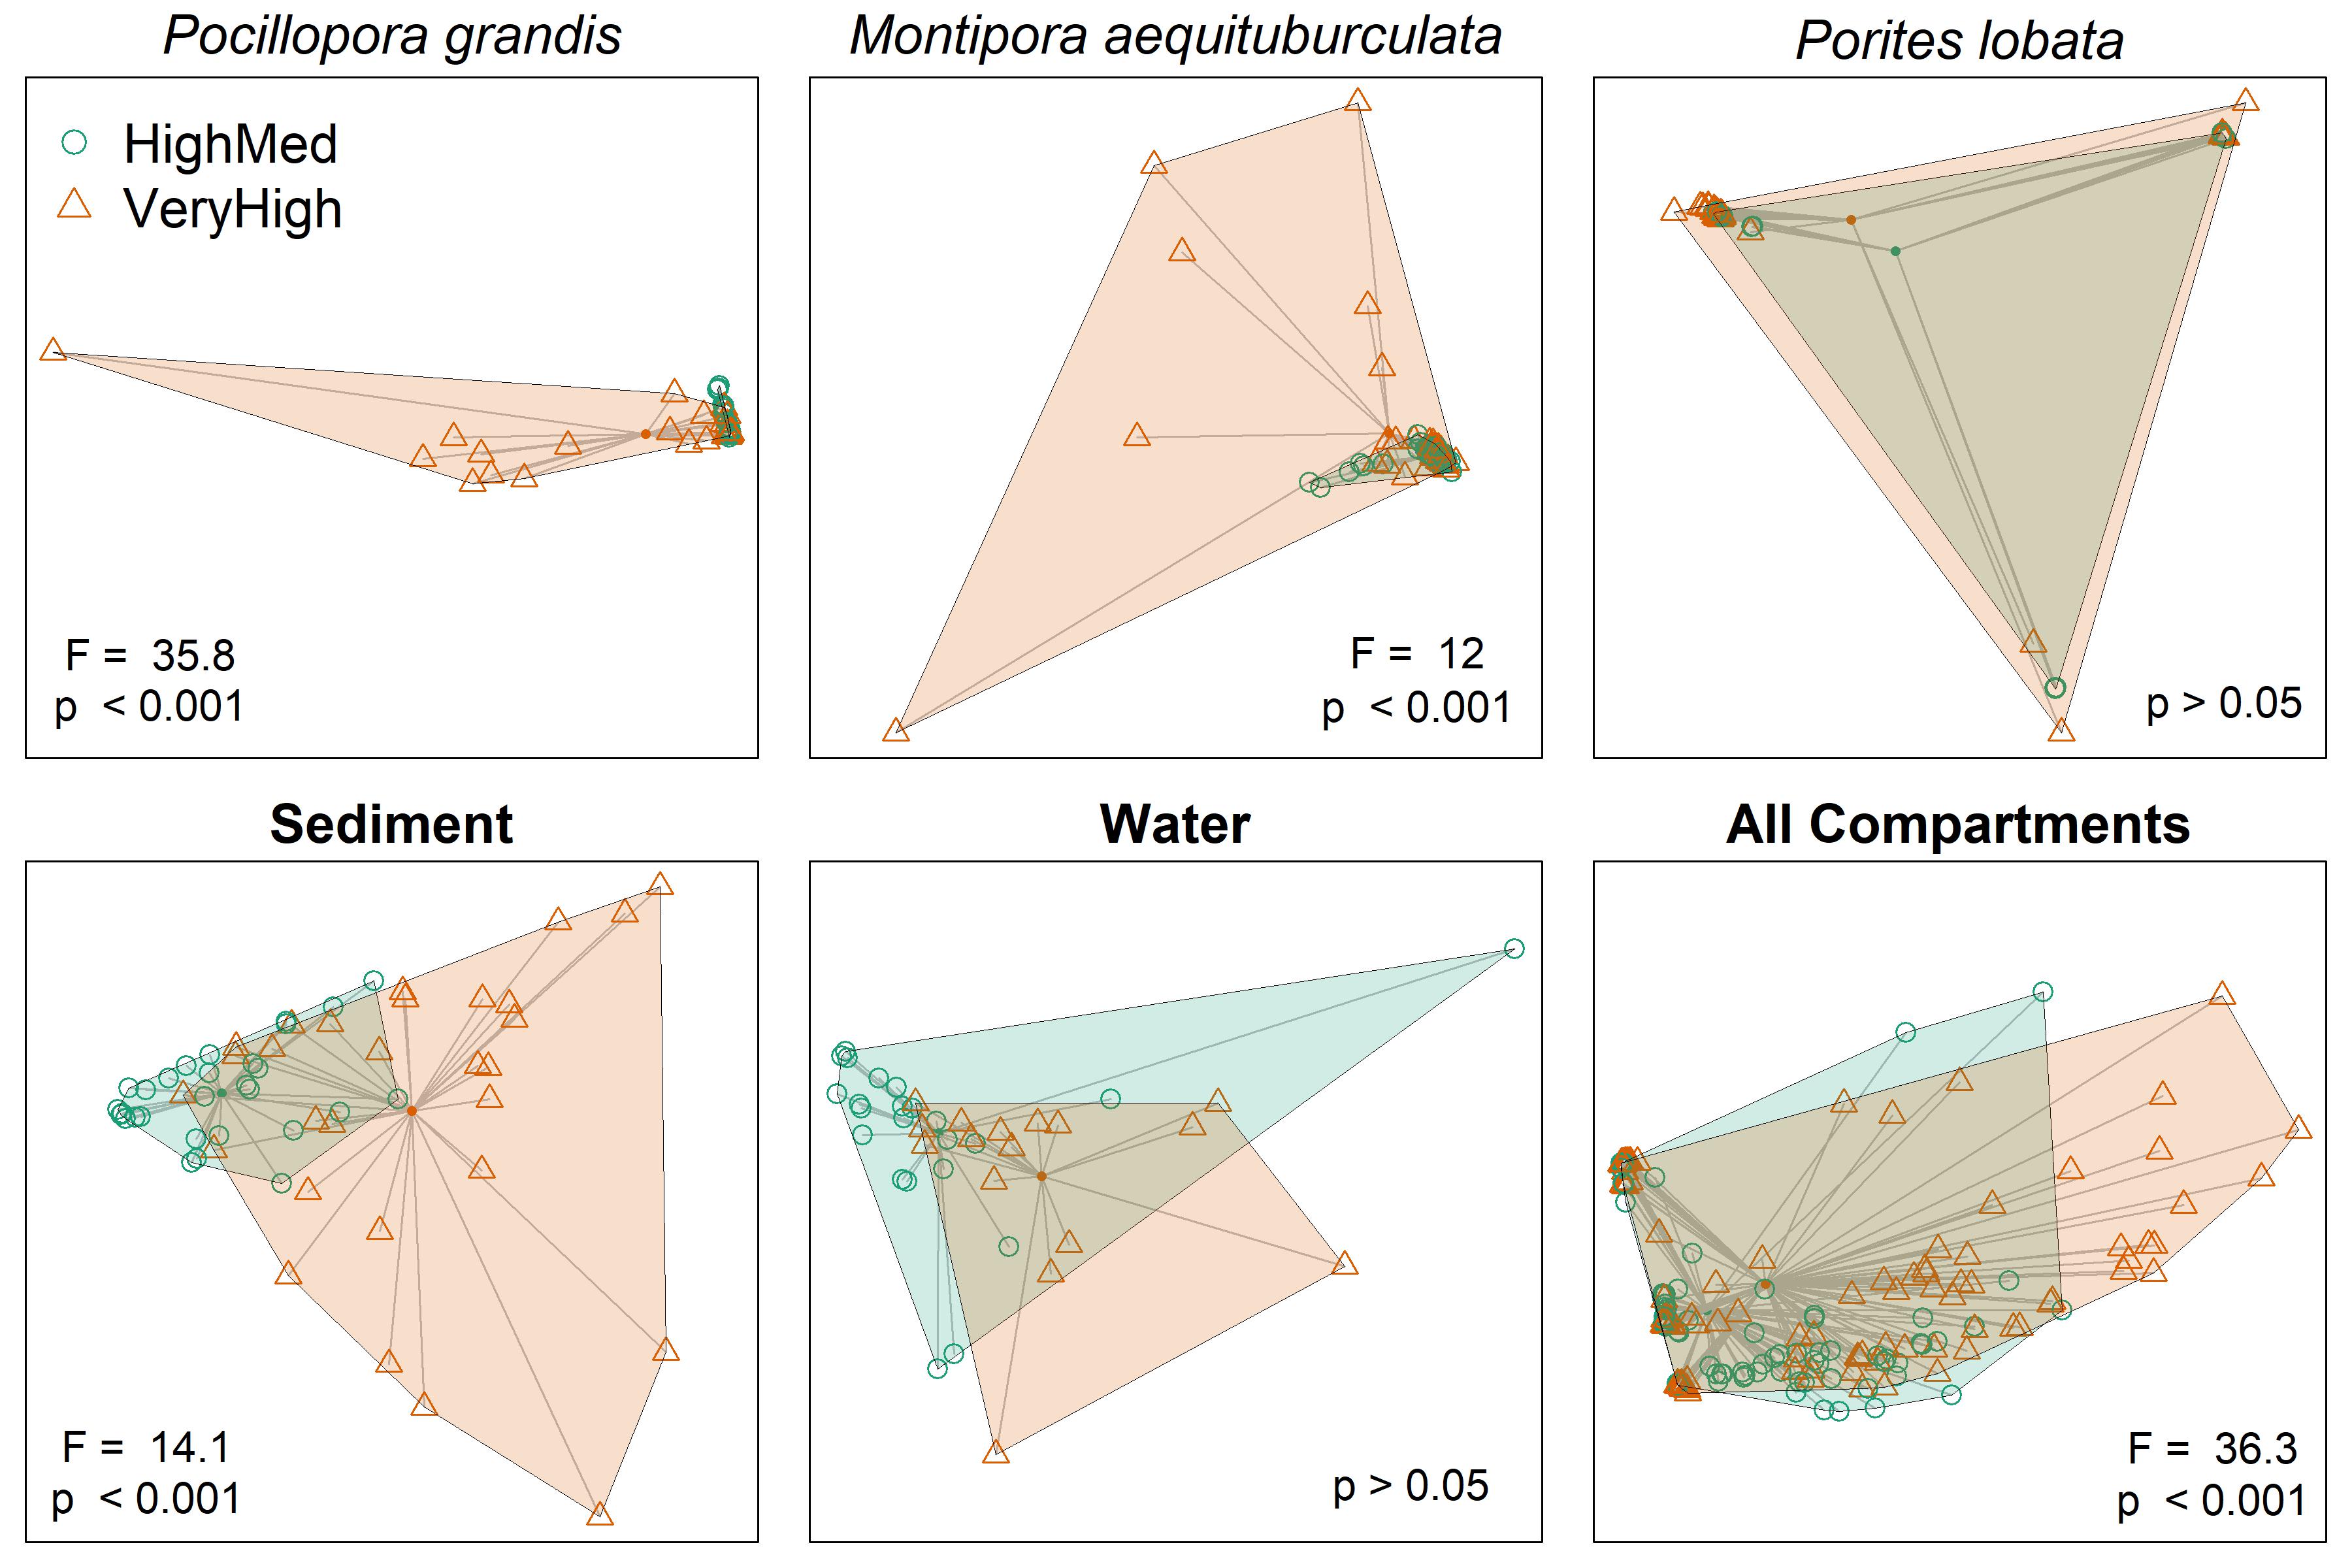 Pocillopora grandis
Montipora aequituburculata
Porites lobata
HighMed
VeryHigh
F = 35.8
p < 0.001
F = 12
p < 0.001
p > 0.05
Sediment
Water
All Compartments
F = 14.1
p < 0.001
p > 0.05
F = 36.3
p < 0.001